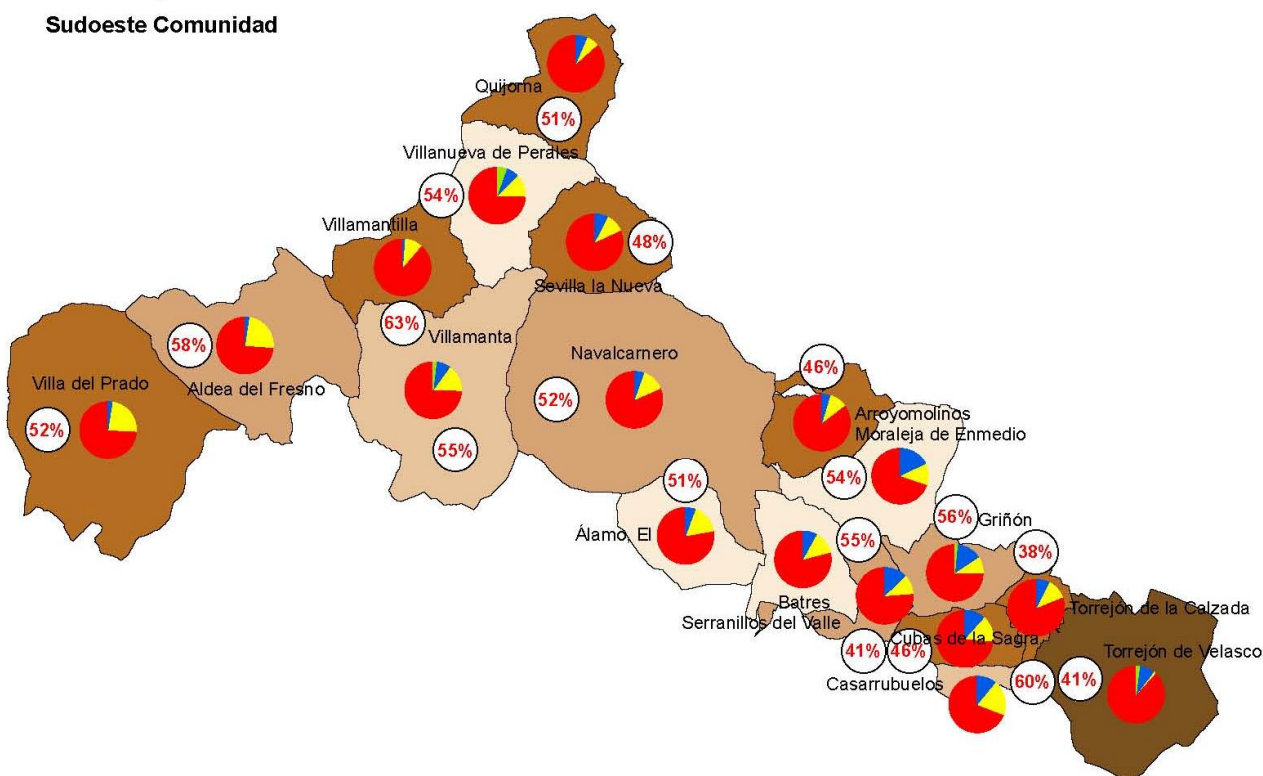 Sudoeste Comunidad
Quijorna
51%
Villanueva de Perales
54%
Villamantilla
48%
Sevilla la Nueva
63%
Villamanta
58%
Aldea del Fresno
Navalcarnero
46%
Villa del Prado
52%
52%
Arroyomolinos
Moraleja de Enmedio
55%
51%
54%
56%
Griñón
Álamo, El
55%
38%
Batres
Serranillos del Valle
Torrejón de la Calzada
41%
46%
Cubas de la Sagra
Torrejón de Velasco
Casarrubuelos
60%
41%